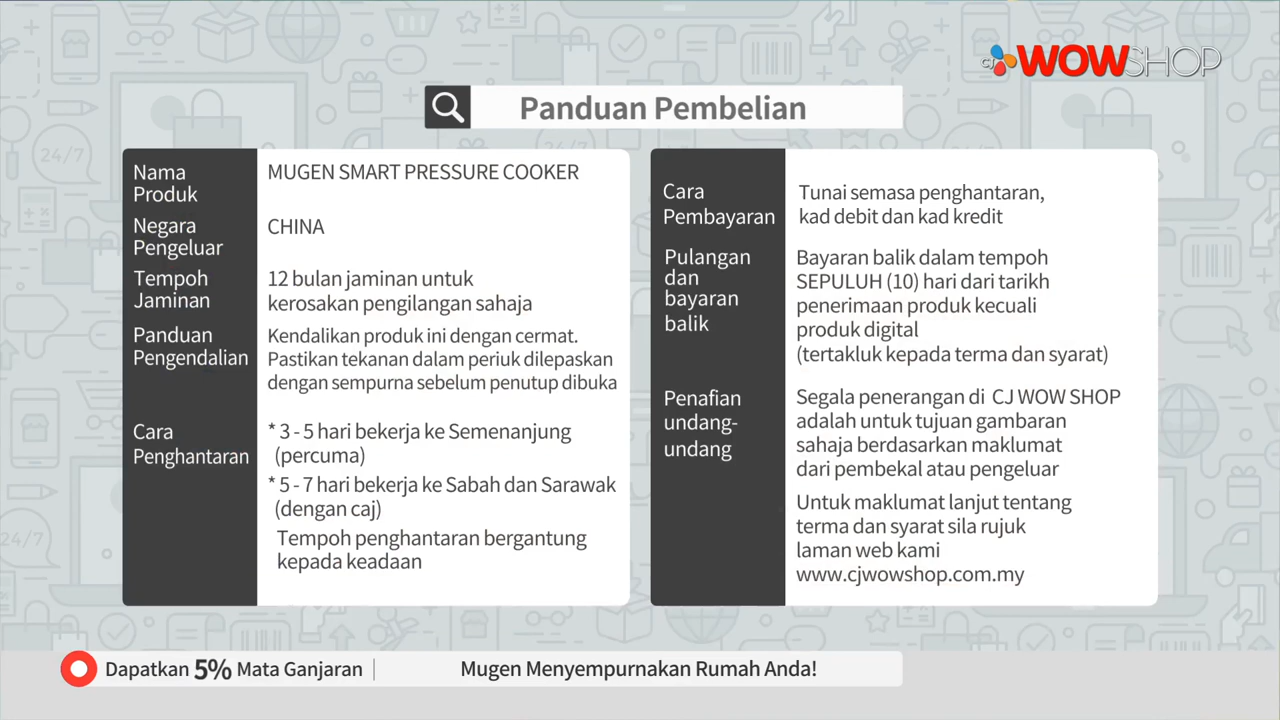 CJ WOWSHOP
Panduan Pembelian
Nama
Produk
MUGEN SMART PRESSURE COOKER
Negara
Pengeluar
CHINA
Tempoh
Jaminan
12 bulan jaminan untuk
kerosakan pengilangan sahaja
Panduan
Pengendalian
Kendalikan produk ini dengan cermat.
Pastikan tekanan dalam periuk dilepaskan
dengan sempurna sebelum penutup dibuka
Cara
Penghantaran
* 3 - 5 hari bekerja ke Semenanjung
(percuma)
* 5 - 7 hari bekerja ke Sabah dan Sarawak
(dengan caj)
Tempoh penghantaran bergantung
kepada keadaan
Cara
Pembayaran
Tunai semasa penghantaran,
kad debit dan kad kredit
Pulangan
dan
bayaran
balik
Bayaran balik dalam tempoh
SEPULUH (10) hari dari tarikh
penerimaan produk kecuali
produk digital
(tertakluk kepada terma dan syarat)
Penafian
undang-
undang
Segala penerangan di CJ WOW SHOP
adalah untuk tujuan gambaran
sahaja berdasarkan maklumat
dari pembekal atau pengeluar
Untuk maklumat lanjut tentang
terma dan syarat sila rujuk
laman web kami
www.cjwowshop.com.my
24/7
24/7
24/7
Dapatkan 5% Mata Ganjaran | Mugen Menyempurnakan Rumah Anda!